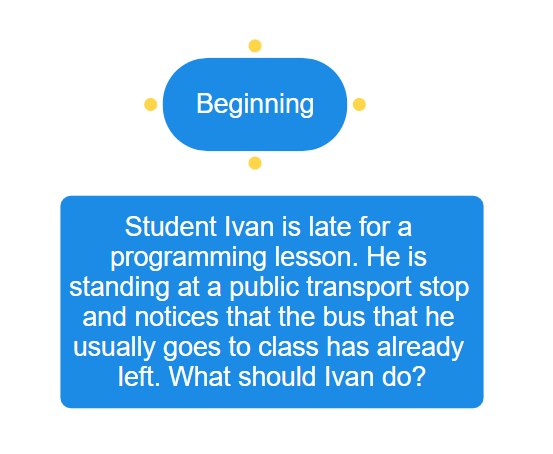 Beginning
Student Ivan is late for a
programming lesson. He is
standing at a public transport stop
and notices that the bus that he
usually goes to class has already
left. What should Ivan do?